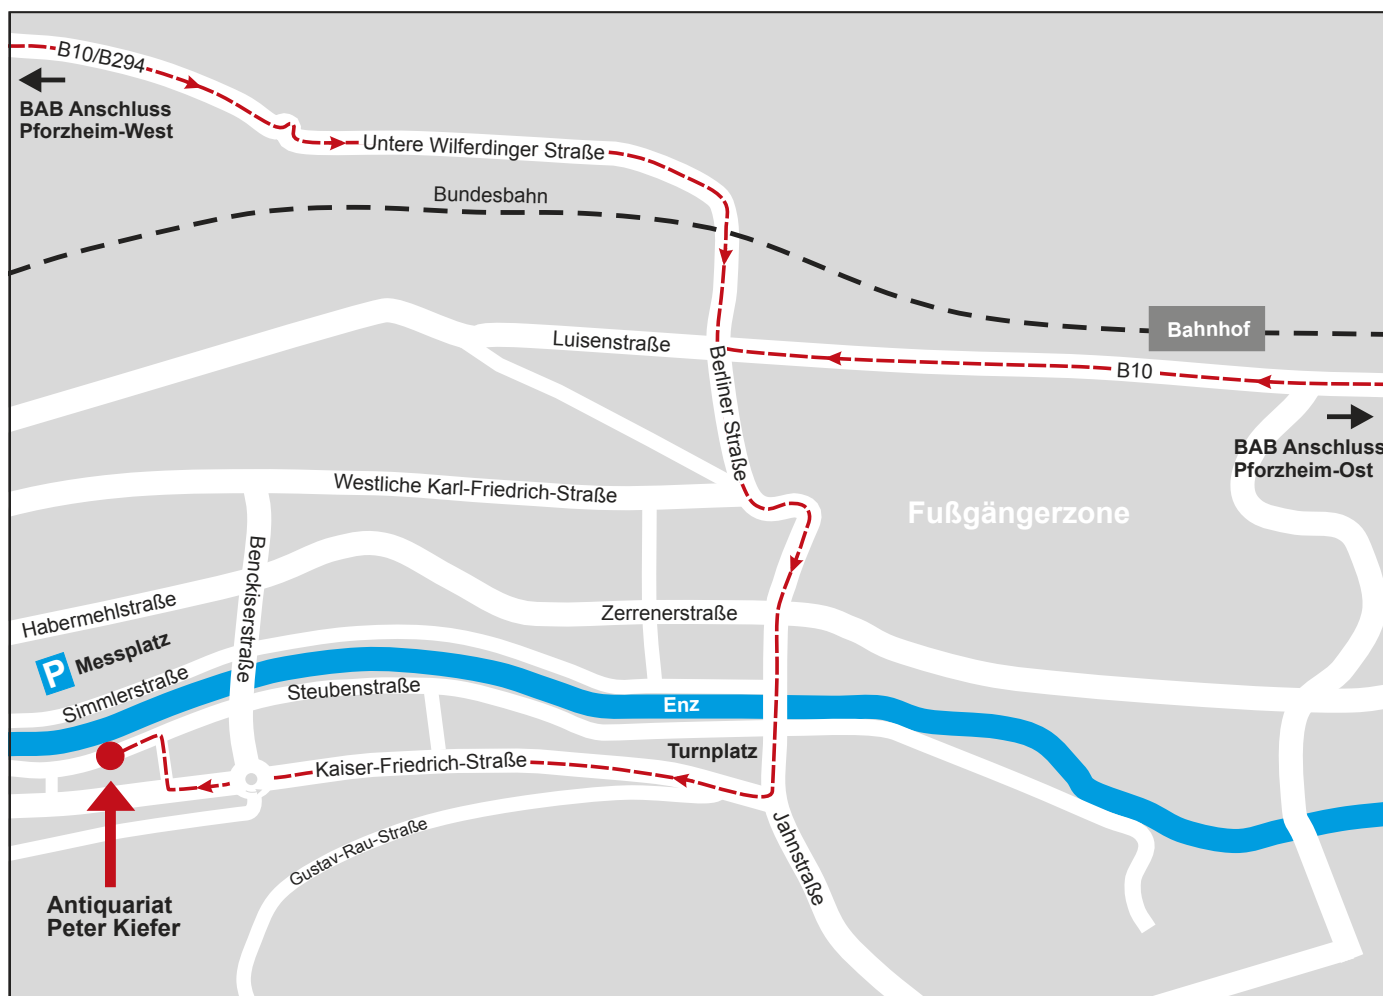 B10/B294
BAB Anschluss
Pforzheim-West
Untere Wilferdinger Straße
Bundesbahn
Bahnhof
Luisenstraße
B10
Berliner Straße
BAB Anschluss
Pforzheim-Ost
Westliche Karl-Friedrich-Straße
Fußgängerzone
Benckiserstraße
Habermehlstraße
Zerrenerstraße
P Messplatz
Simmlerstraße
Steubenstraße
Enz
Turnplatz
Kaiser-Friedrich-Straße
Gustav-Rau-Straße
Jahnstraße
Antiquariat
Peter Kiefer